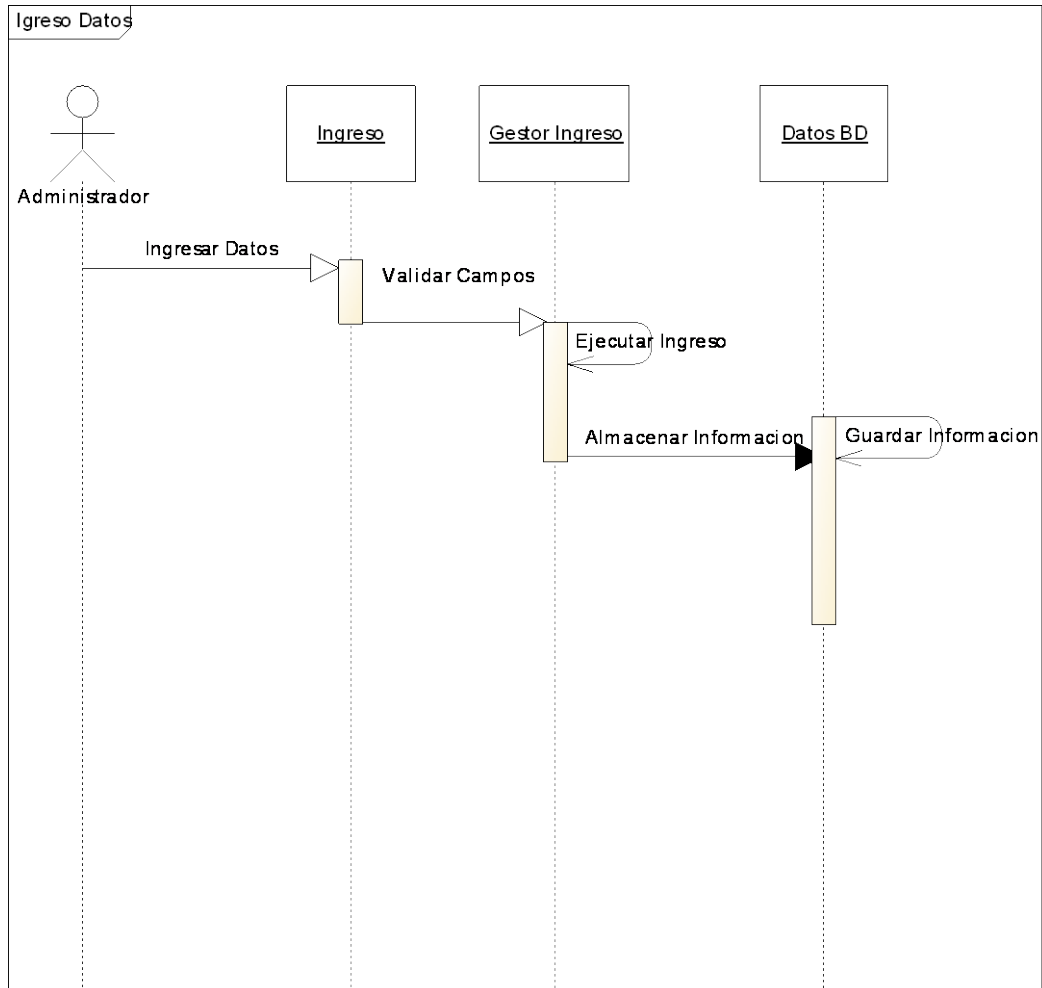 Igreso Datos
Ingreso
Gestor Ingreso
Datos BD
Administrador
Ingresar Datos
Validar Campos
Ejecutar Ingreso
Almacenar Informacion
Guardar Informacion